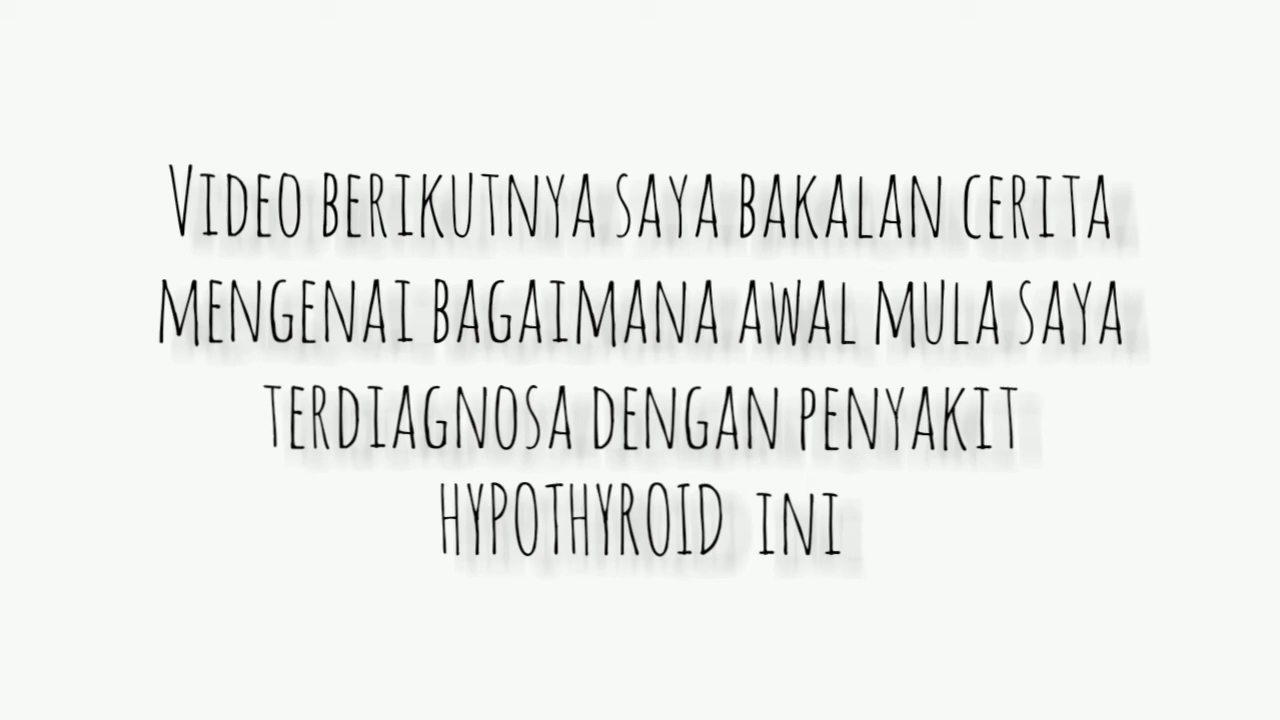 Video berikutnya saya bakalan cerita
mengenai bagaimana awal mula saya
terdiagnosa dengan penyakit
HYPOTHYROID ini